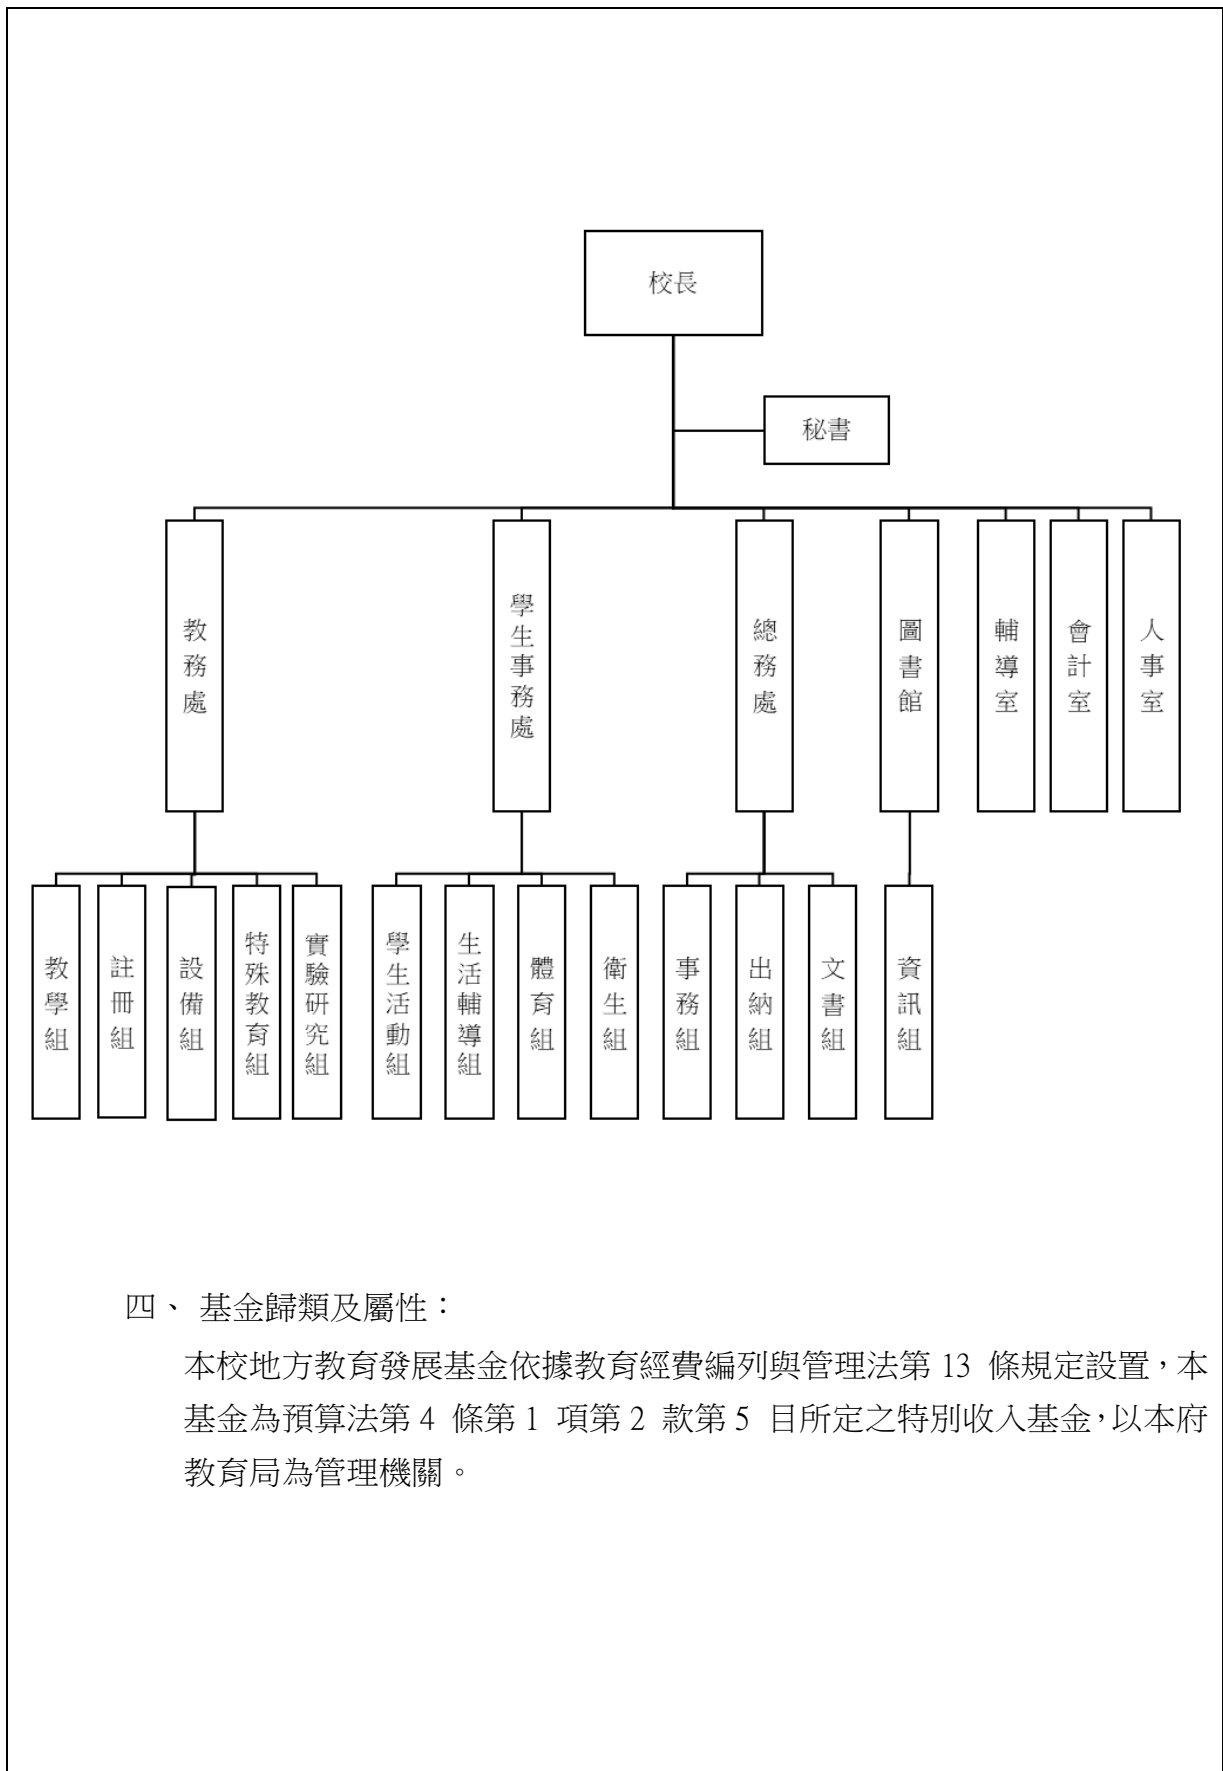 校長
秘書
教務處
學生事務處
總務處
圖書館
輔導室
會計室
人事室
教學組
註冊組
設備組
特殊教育組
實驗研究組
學生活動組
生活輔導組
體育組
衛生組
事務組
出納組
文書組
資訊組
四、 基金歸類及屬性：
本校地方教育發展基金依據教育經費編列與管理法第 13 條規定設置，本
基金為預算法第 4 條第 1 項第 2 款第 5 目所定之特別收入基金，以本府
教育局為管理機關。